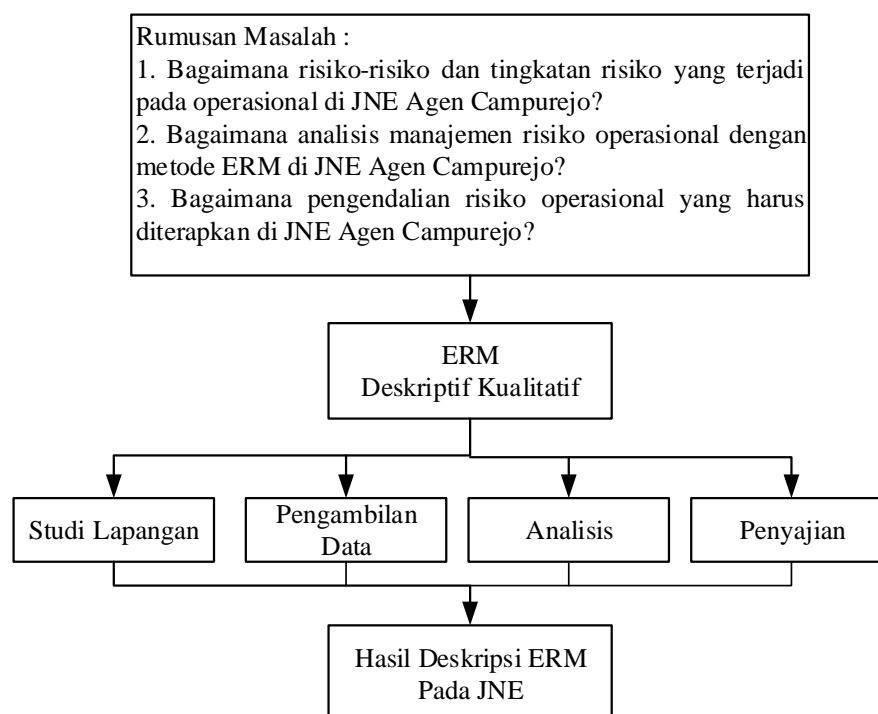 Rumusan Masalah :
1. Bagaimana risiko-risiko dan tingkatan risiko yang terjadi
pada operasional di JNE Agen Campurejo?
2. Bagaimana analisis manajemen risiko operasional dengan
metode ERM di JNE Agen Campurejo?
3. Bagaimana pengendalian risiko operasional yang harus
diterapkan di JNE Agen Campurejo?
ERM
Deskriptif Kualitatif
Studi Lapangan
Pengambilan
Data
Analisis
Penyajian
Hasil Deskripsi ERM
Pada JNE